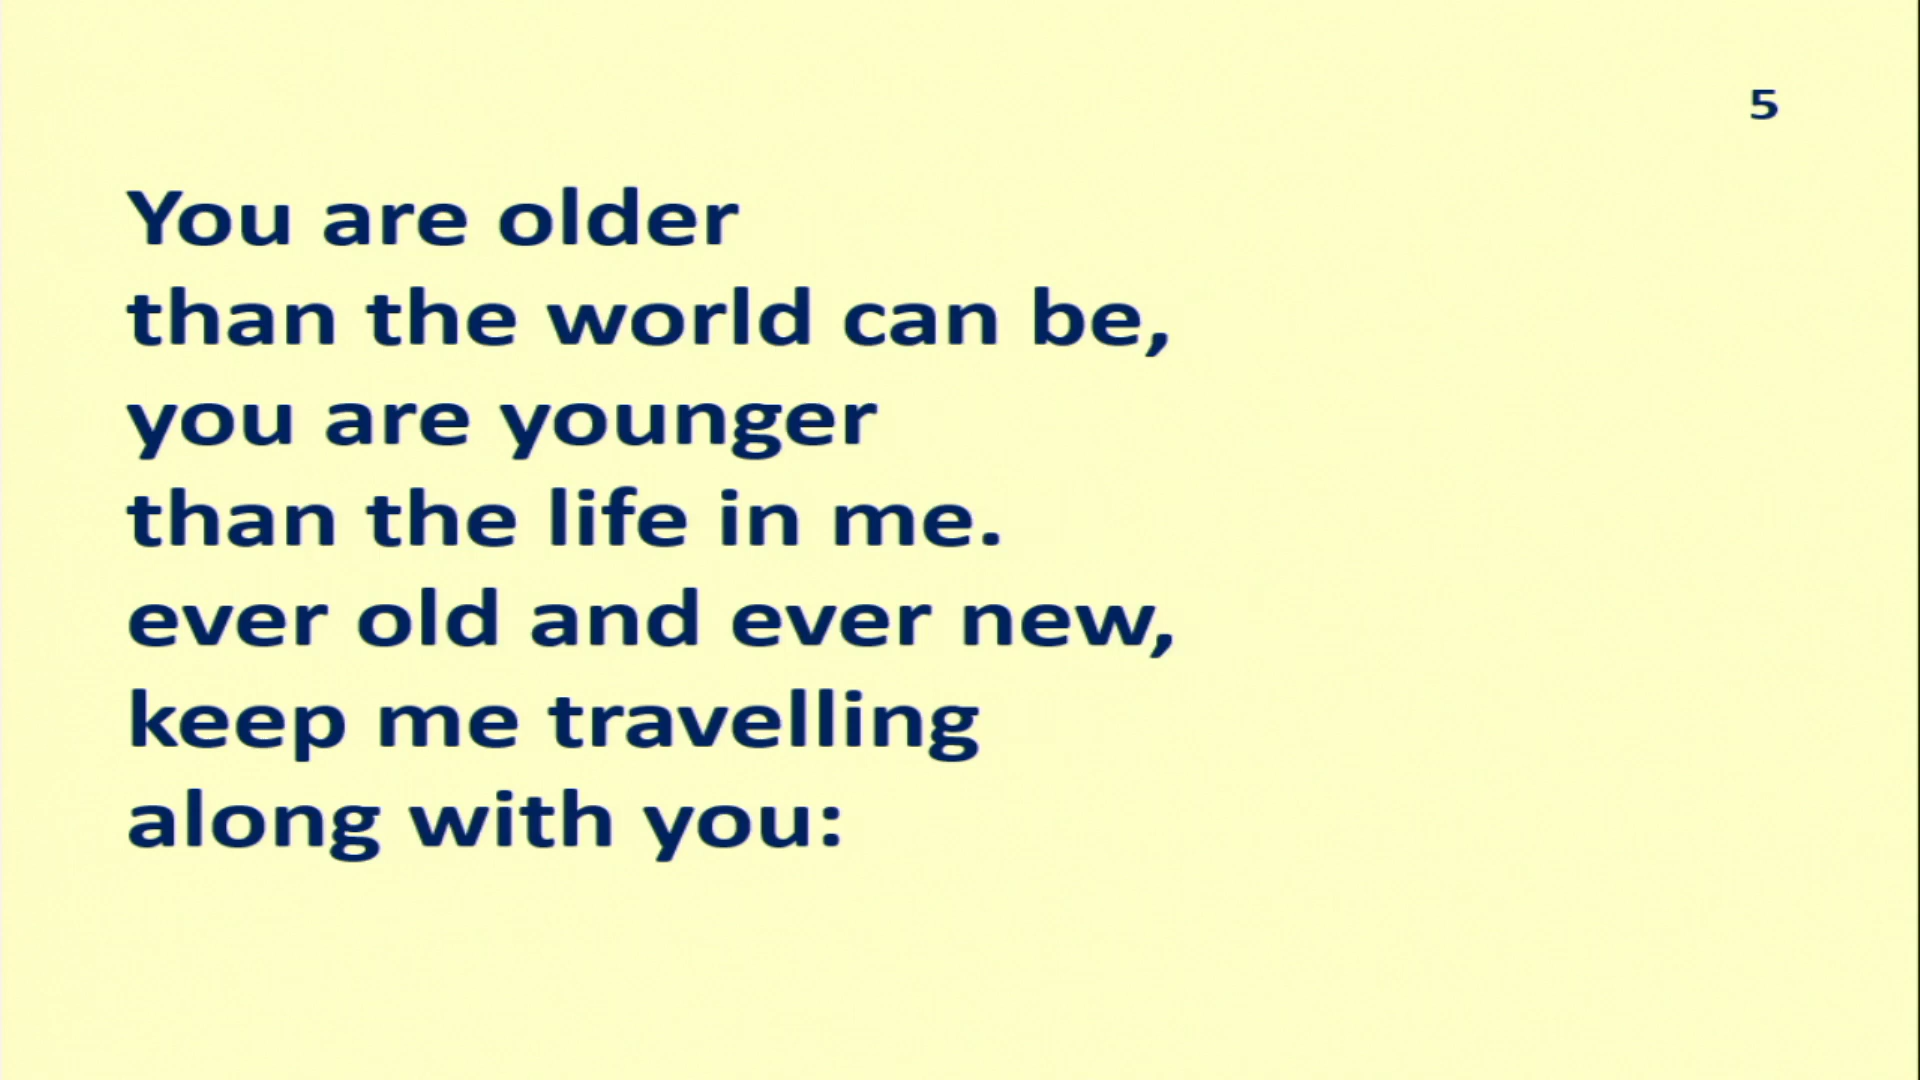 5
You are older
than the world can be,
you are younger
than the life in me.
ever old and ever new,
keep me travelling
along with you: